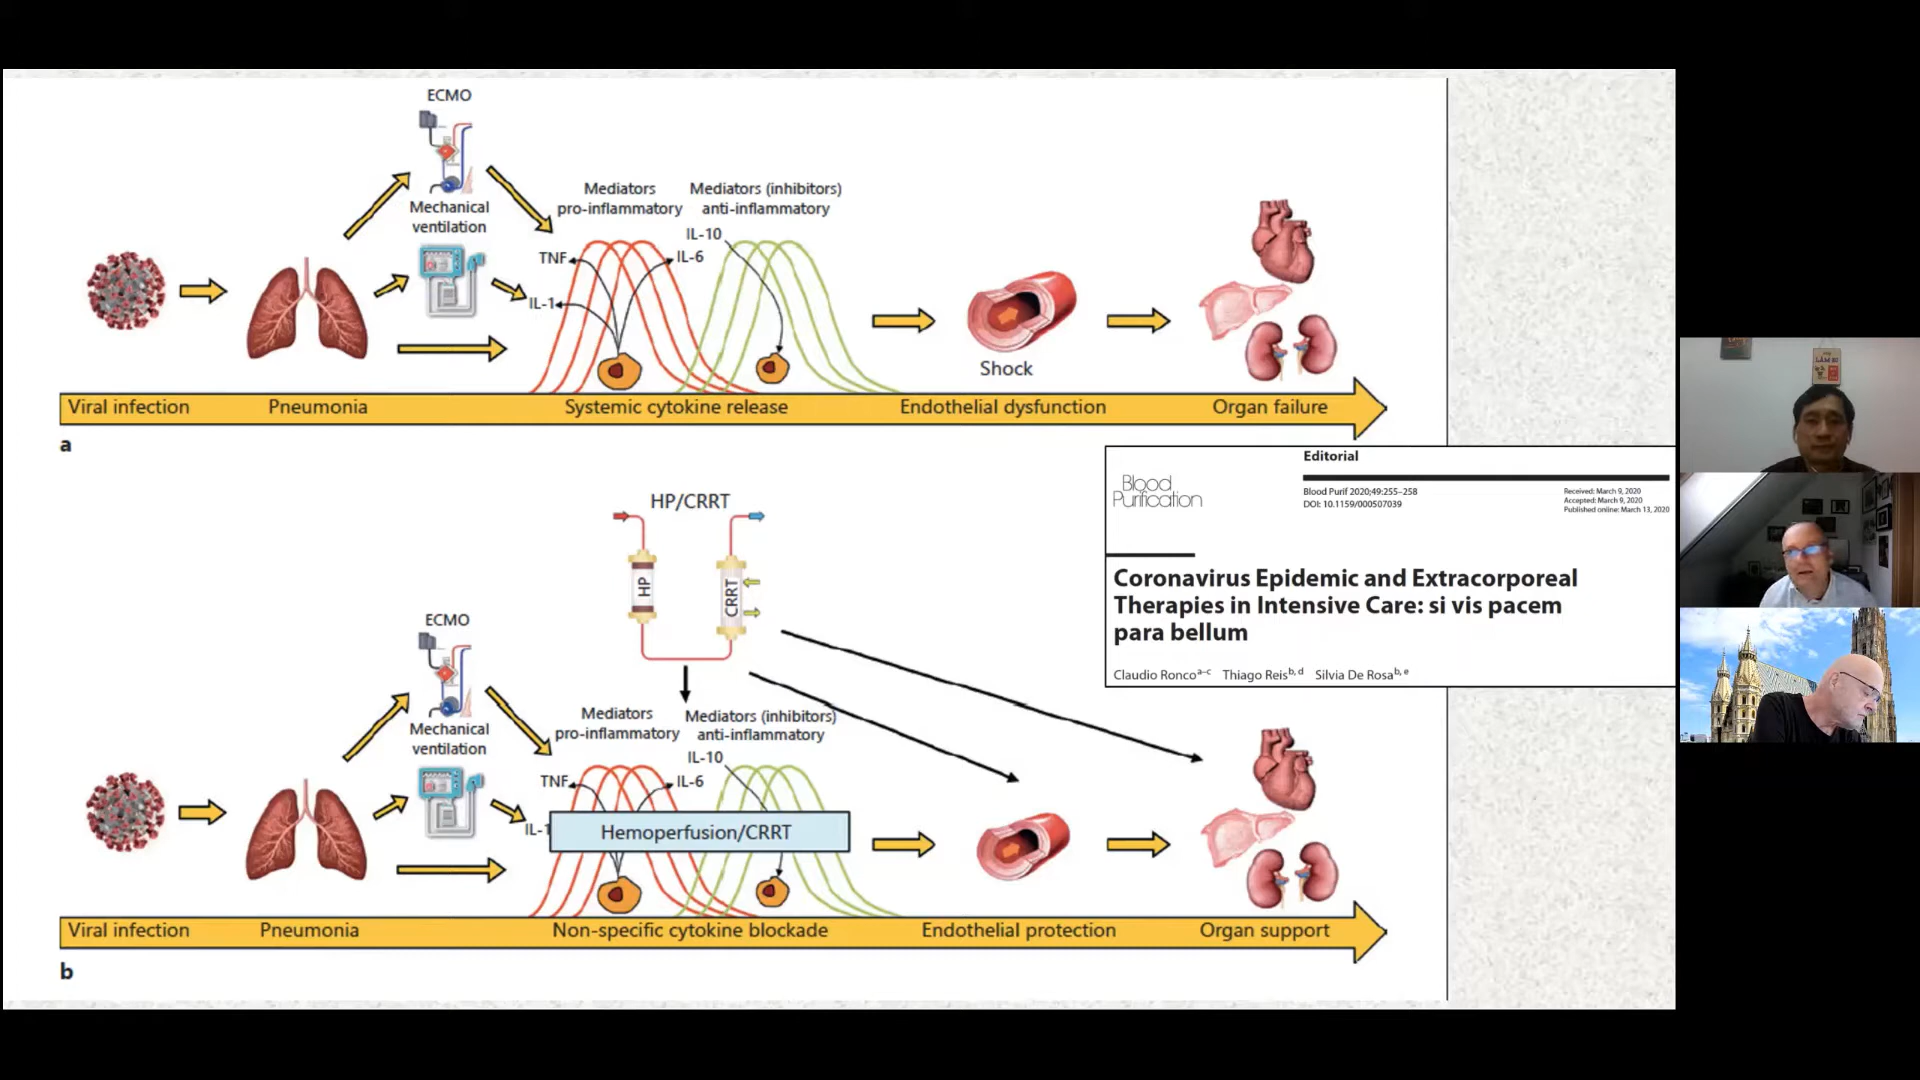 ECMO
Mechanical
ventilation
Mediators
pro-inflammatory
Mediators (inhibitors)
anti-inflammatory
IL-10
TNF
IL-6
IL-1
Shock
Viral infection
Pneumonia
Systemic cytokine release
Endothelial dysfunction
Organ failure
a
Blood
Purification
Editorial
Blood Purif 2020;49:255–258
DOI: 10.1159/000507039
Received: March 9, 2020
Accepted: March 9, 2020
Published online: March 13, 2020
Coronavirus Epidemic and Extracorporeal
Therapies in Intensive Care: si vis pacem
para bellum
Claudio Ronco a–c Thiago Reis b, d Silvia De Rosa b, e
HP/CRRT
HP
CRRT
ECMO
Mechanical
ventilation
Mediators
pro-inflammatory
Mediators (inhibitors)
anti-inflammatory
IL-10
TNF
IL-6
IL-1
Hemoperfusion/CRRT
Viral infection
Pneumonia
Non-specific cytokine blockade
Endothelial protection
Organ support
b